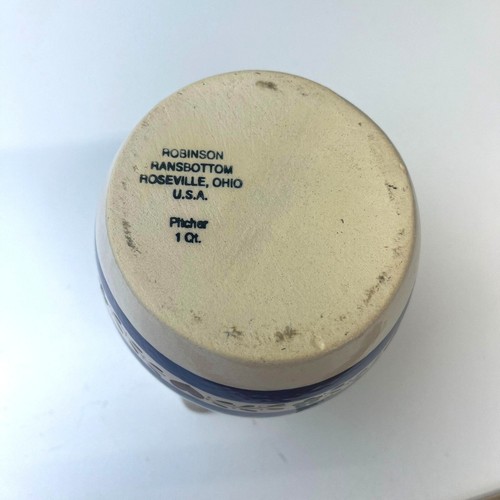 ROBINSON
RANSBOTTOM
ROSEVILLE, OHIO
U.S.A.
Pitcher
1 Qt.